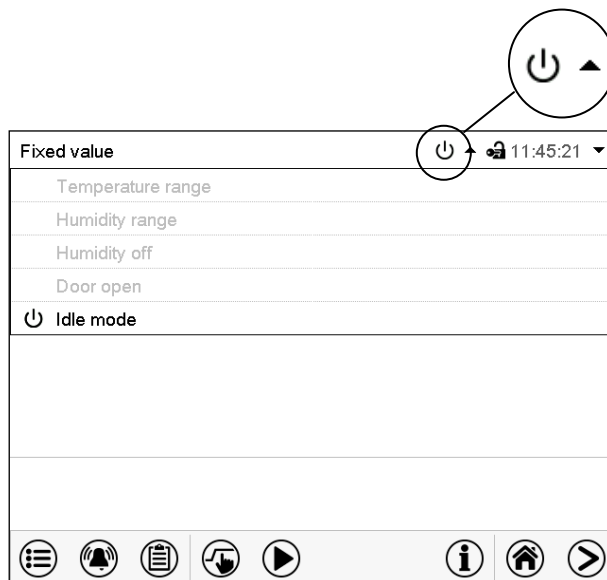 Fixed value 11:45:21
Temperature range
Humidity range
Humidity off
Door open
Idle mode